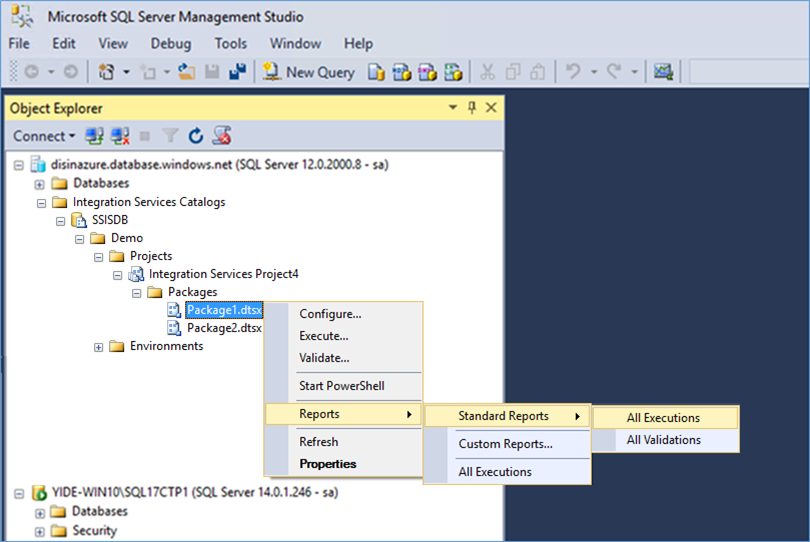 Microsoft SQL Server Management Studio
File Edit View Debug Tools Window Help
New Query
Object Explorer
Connect
disinazure.database.windows.net (SQL Server 12.0.2000.8 - sa)
Databases
Integration Services Catalogs
SSISDB
Demo
Projects
Integration Services Project4
Packages
Package1.dtsx
Package2.dtsx
Environments
Configure...
Execute...
Validate...
Start PowerShell
Reports
Refresh
Properties
Standard Reports
Custom Reports...
All Executions
All Executions
All Validations
YIDE-WIN10\SQL17CTP1 (SQL Server 14.0.1.246 - sa)
Databases
Security